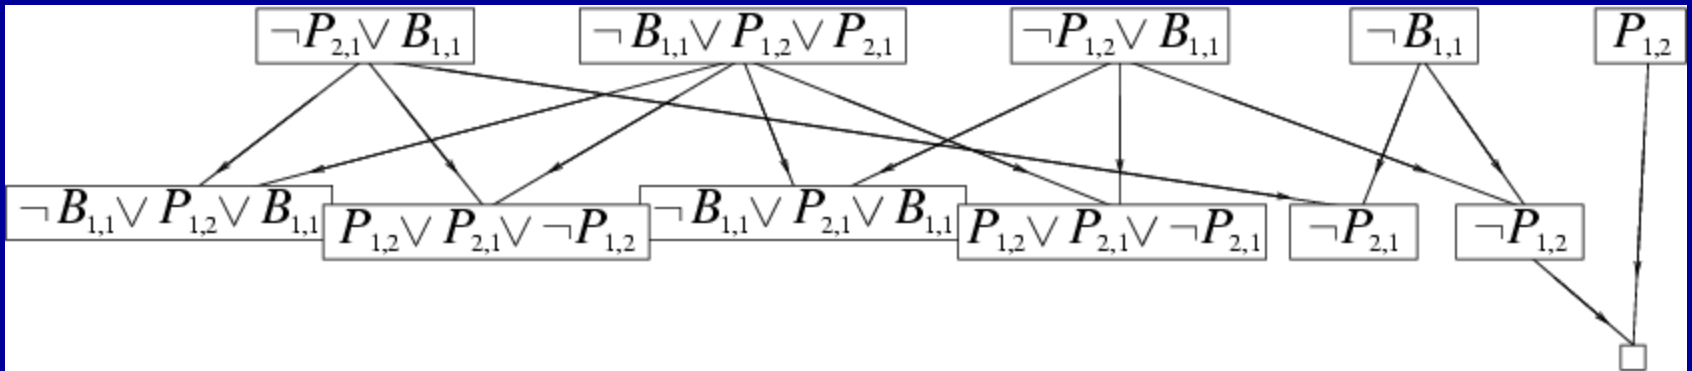 ¬P₂,₁ ∨ B₁,₁ ¬B₁,₁ ∨ P₁,₂ ∨ P₂,₁ ¬P₁,₂ ∨ B₁,₁ ¬B₁,₁ P₁,₂
¬B₁,₁ ∨ P₁,₂ ∨ B₁,₁ P₁,₂ ∨ P₂,₁ ∨ ¬P₁,₂ ¬B₁,₁ ∨ P₂,₁ ∨ B₁,₁ P₁,₂ ∨ P₂,₁ ∨ ¬P₂,₁ ¬P₂,₁ ¬P₁,₂